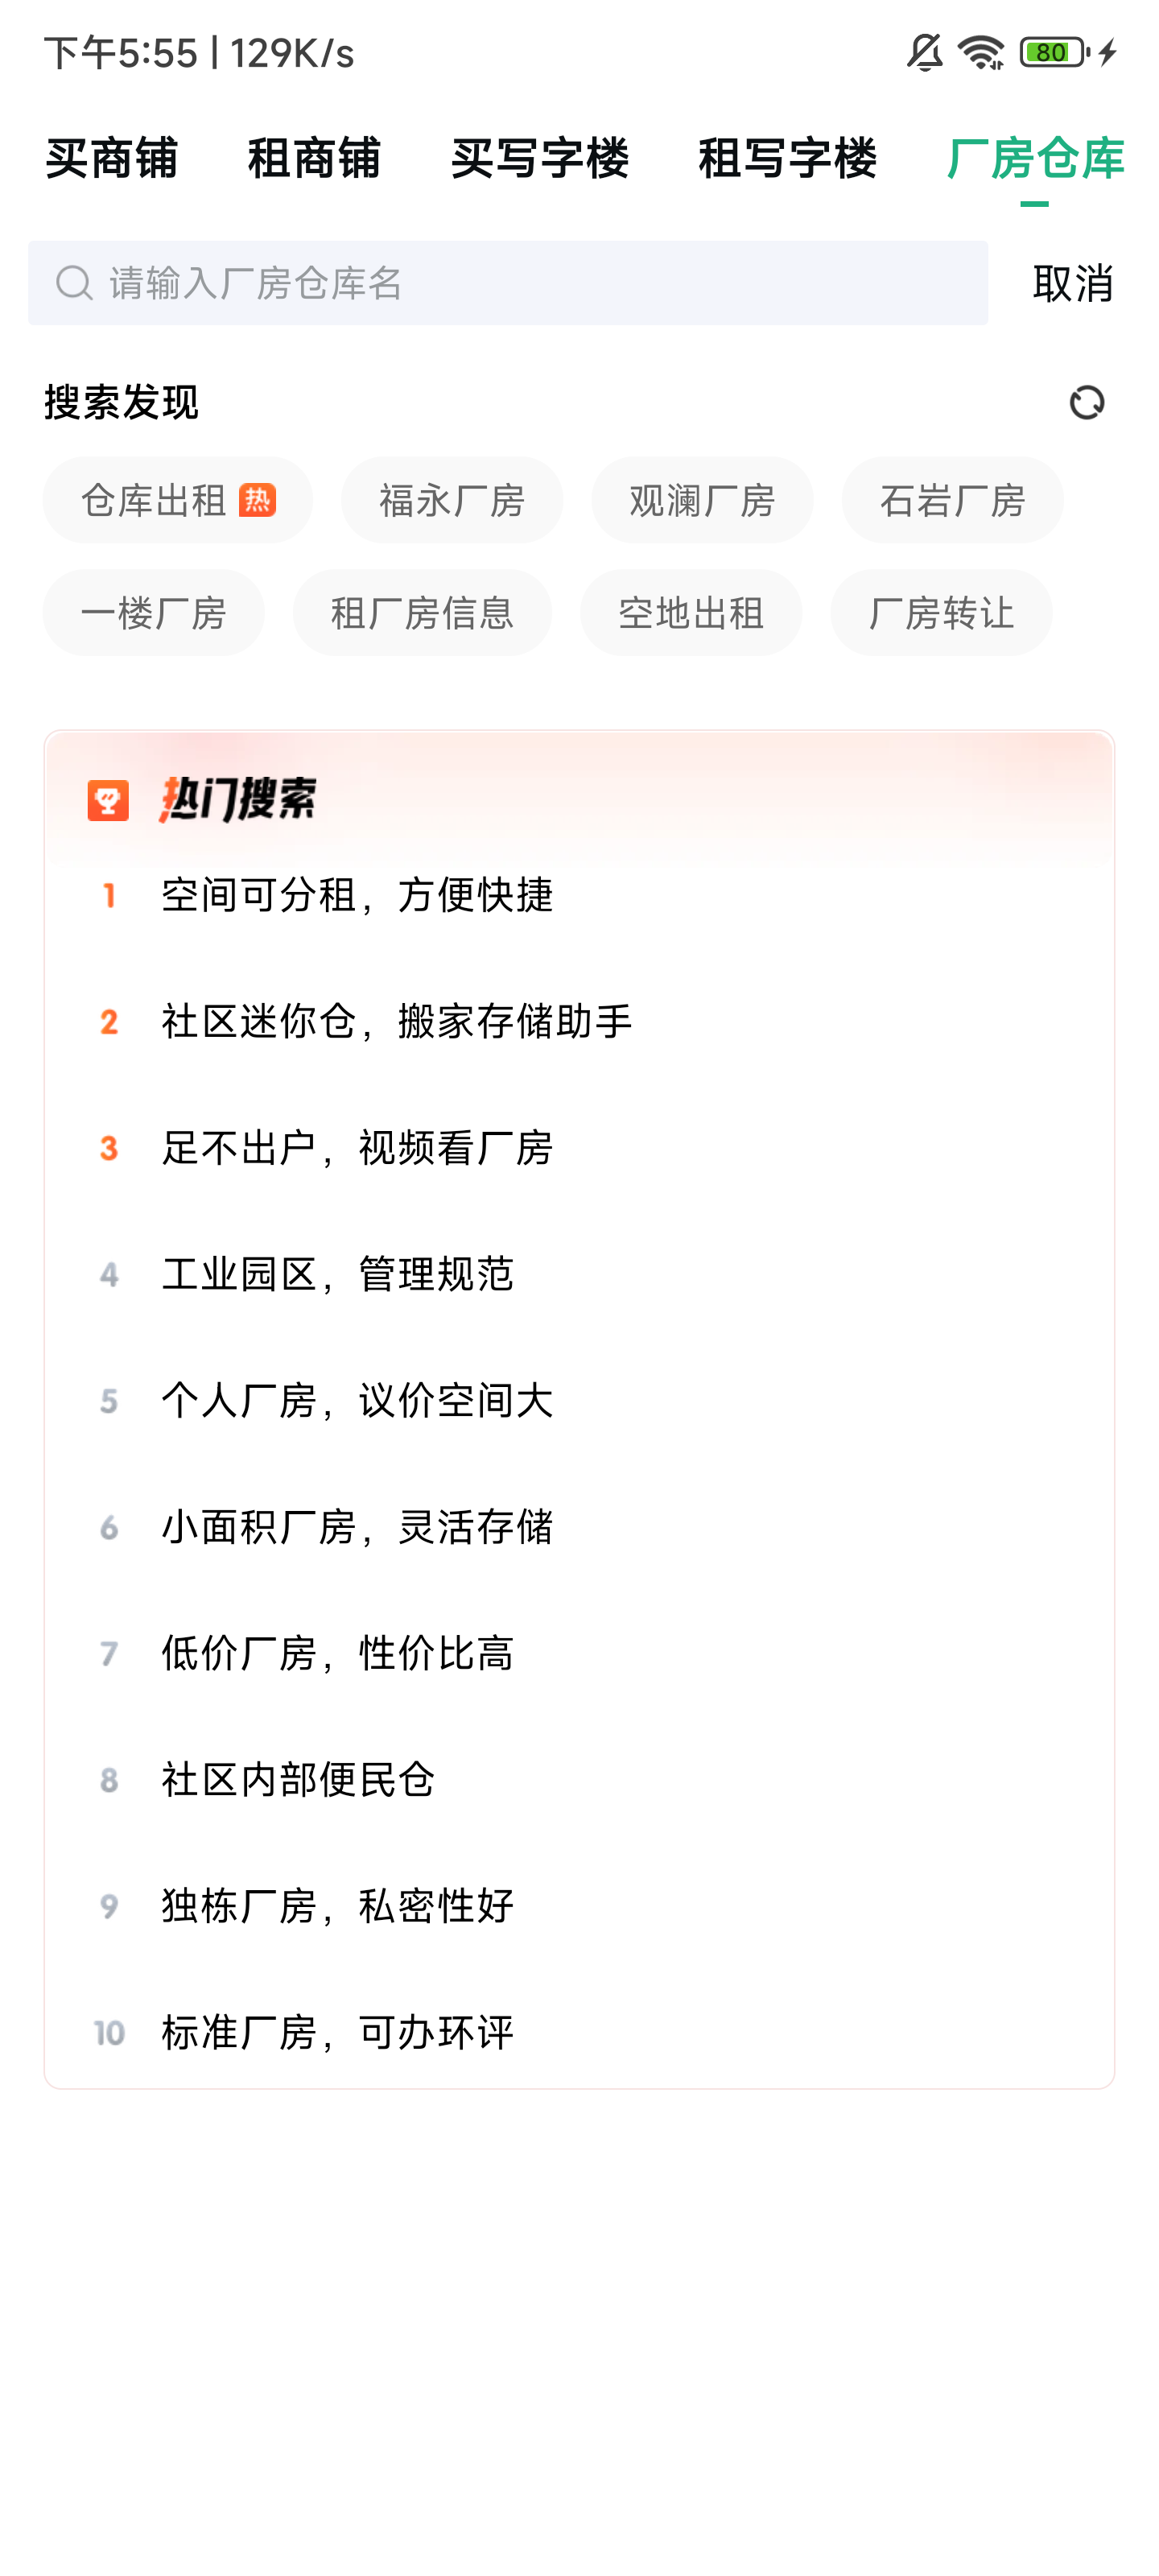 下午5:55 | 129K/s 80
买商铺 租商铺 买写字楼 租写字楼 厂房仓库
请输入厂房仓库名 取消
搜索发现
仓库出租 热 福永厂房 观澜厂房 石岩厂房
一楼厂房 租厂房信息 空地出租 厂房转让
热门搜索
1 空间可分租，方便快捷
2 社区迷你仓，搬家存储助手
3 足不出户，视频看厂房
4 工业园区，管理规范
5 个人厂房，议价空间大
6 小面积厂房，灵活存储
7 低价厂房，性价比高
8 社区内部便民仓
9 独栋厂房，私密性好
10 标准厂房，可办环评